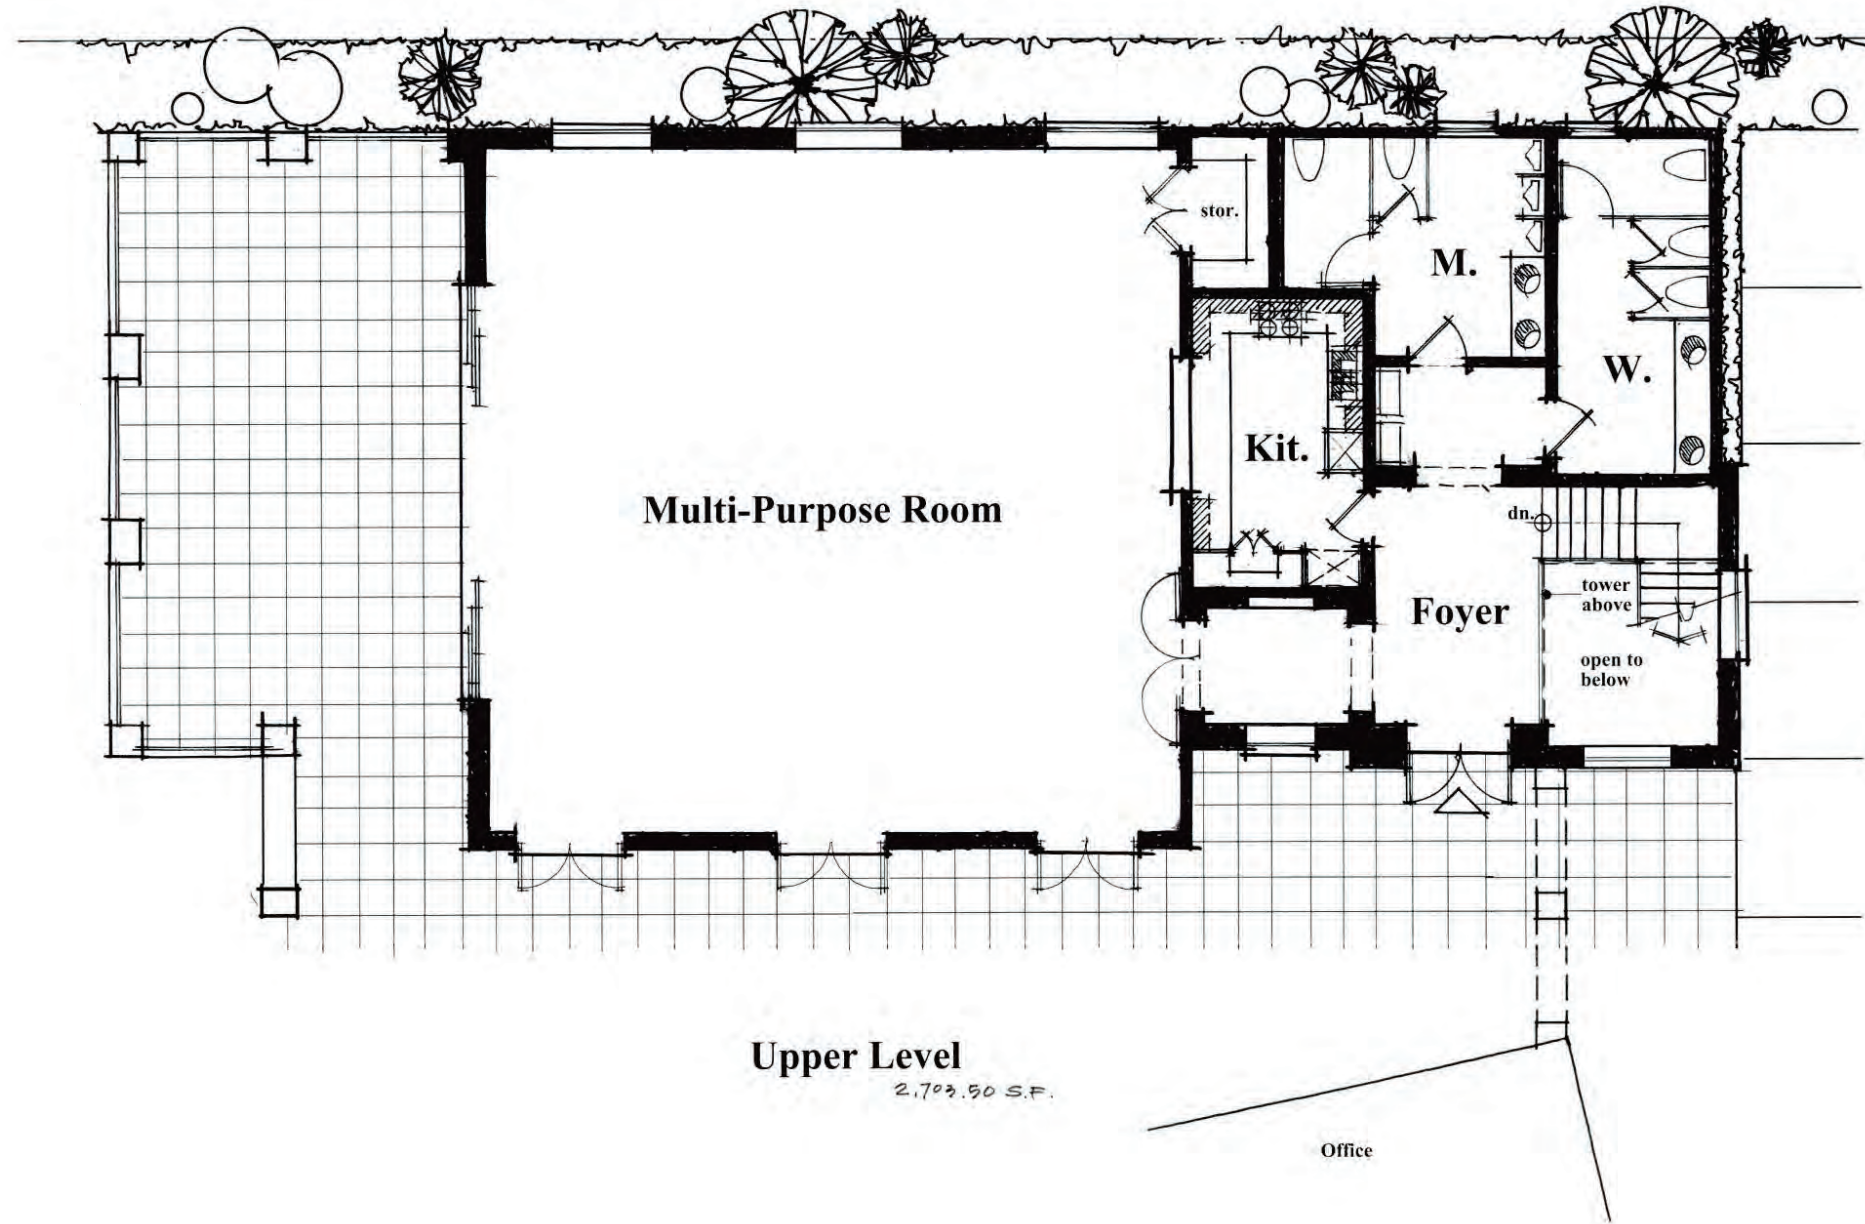 stor.
M.
W.
Kit.
Multi-Purpose Room
dn.
tower
above
Foyer
open to
below
Upper Level
2,703.50 S.F.
Office